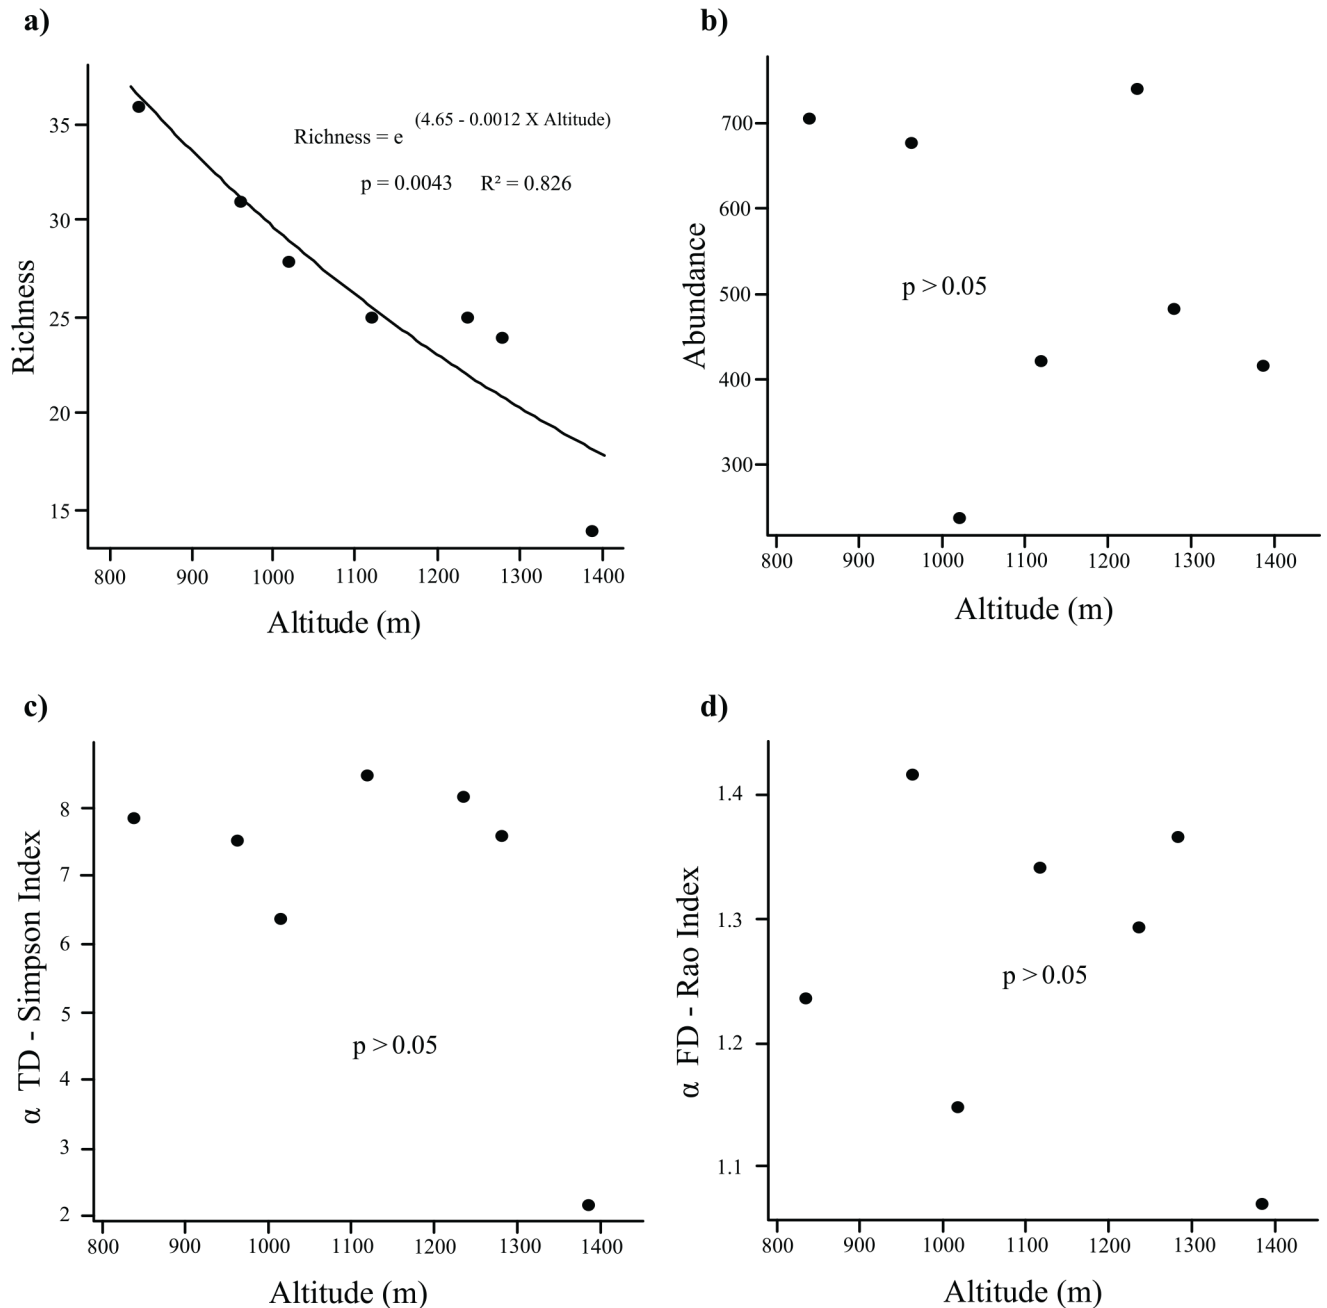 a)
(4.65 - 0.0012 X Altitude)
Richness = e
p = 0.0043 R² = 0.826
35
30
25
20
15
Richness
800 900 1000 1100 1200 1300 1400
Altitude (m)
b)
700
600
500
400
300
Abundance
p > 0.05
800 900 1000 1100 1200 1300 1400
Altitude (m)
c)
8
7
6
5
4
3
2
α TD - Simpson Index
p > 0.05
800 900 1000 1100 1200 1300 1400
Altitude (m)
d)
1.4
1.3
1.2
1.1
α FD - Rao Index
p > 0.05
800 900 1000 1100 1200 1300 1400
Altitude (m)